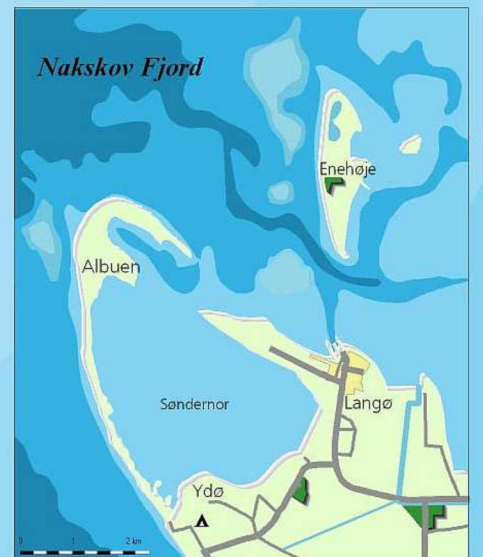 Nakskov Fjord
Enehøje
Albuen
Søndernor
Langø
Ydø
0 1 2 km